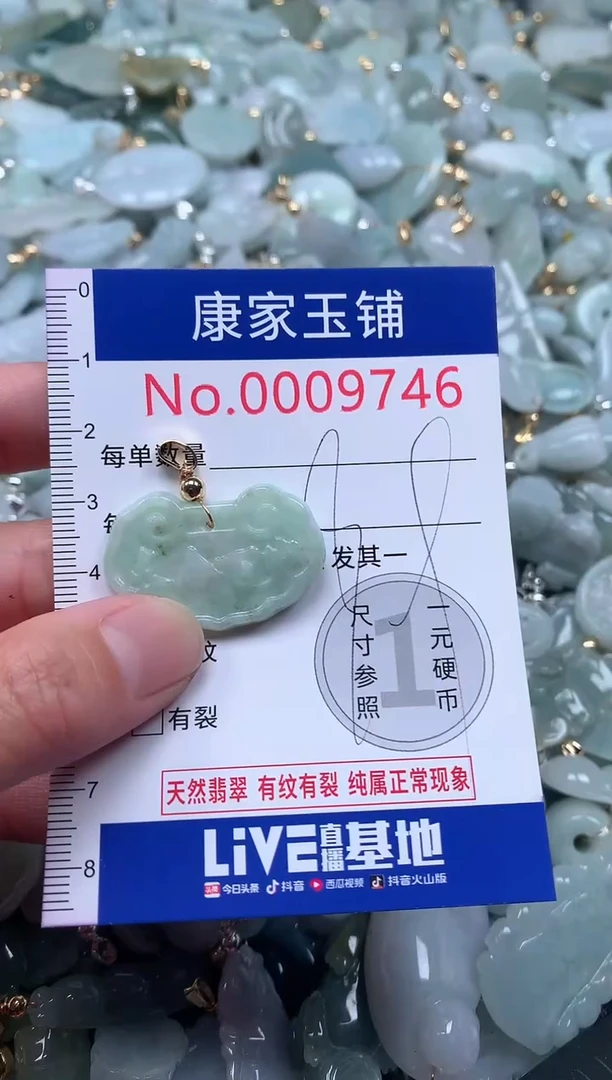 康家玉铺
No.0009746
0
1
2
每单数量
3
每
发其一
4
尺寸参照
1
一元硬币
纹
有裂
7
天然翡翠 有纹有裂 纯属正常现象
8
LiVE直播基地
今日头条 抖音 西瓜视频 抖音火山版